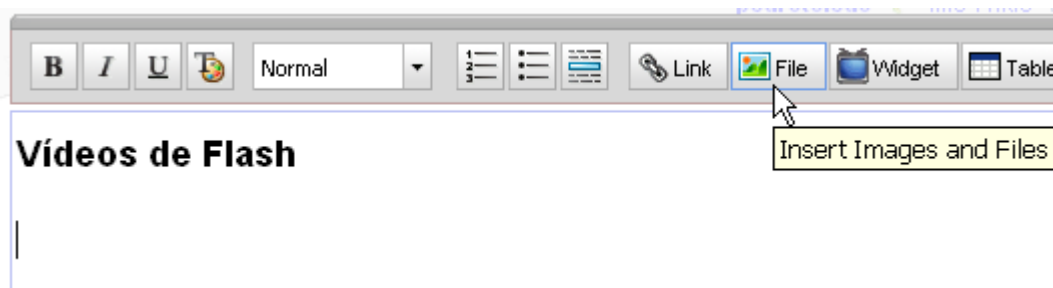 B I U T Normal Link File Widget Table
Insert Images and Files
Vídeos de Flash